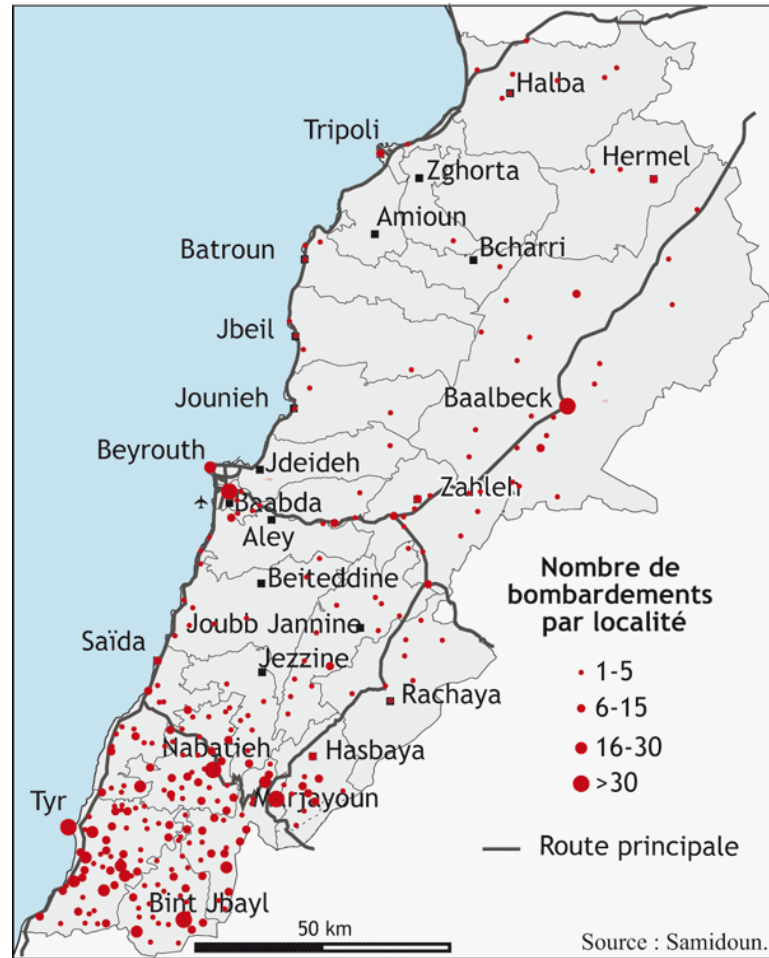 Halba
Tripoli
Hermel
Zghorta
Amioun
Batroun
Bcharri
Jbeil
Jounieh
Baalbeck
Beyrouth
Jdeideh
Zahleh
Baabda
Aley
Nombre de
bombardements
par localité
Beiteddine
Joubb Jannine
Saïda
Jezzine
1-5
6-15
Rachaya
16-30
Nabatieh
Hasbaya
>30
Marjayoun
Tyr
Route principale
Bint Jbayl
50 km
Source : Samidoun.